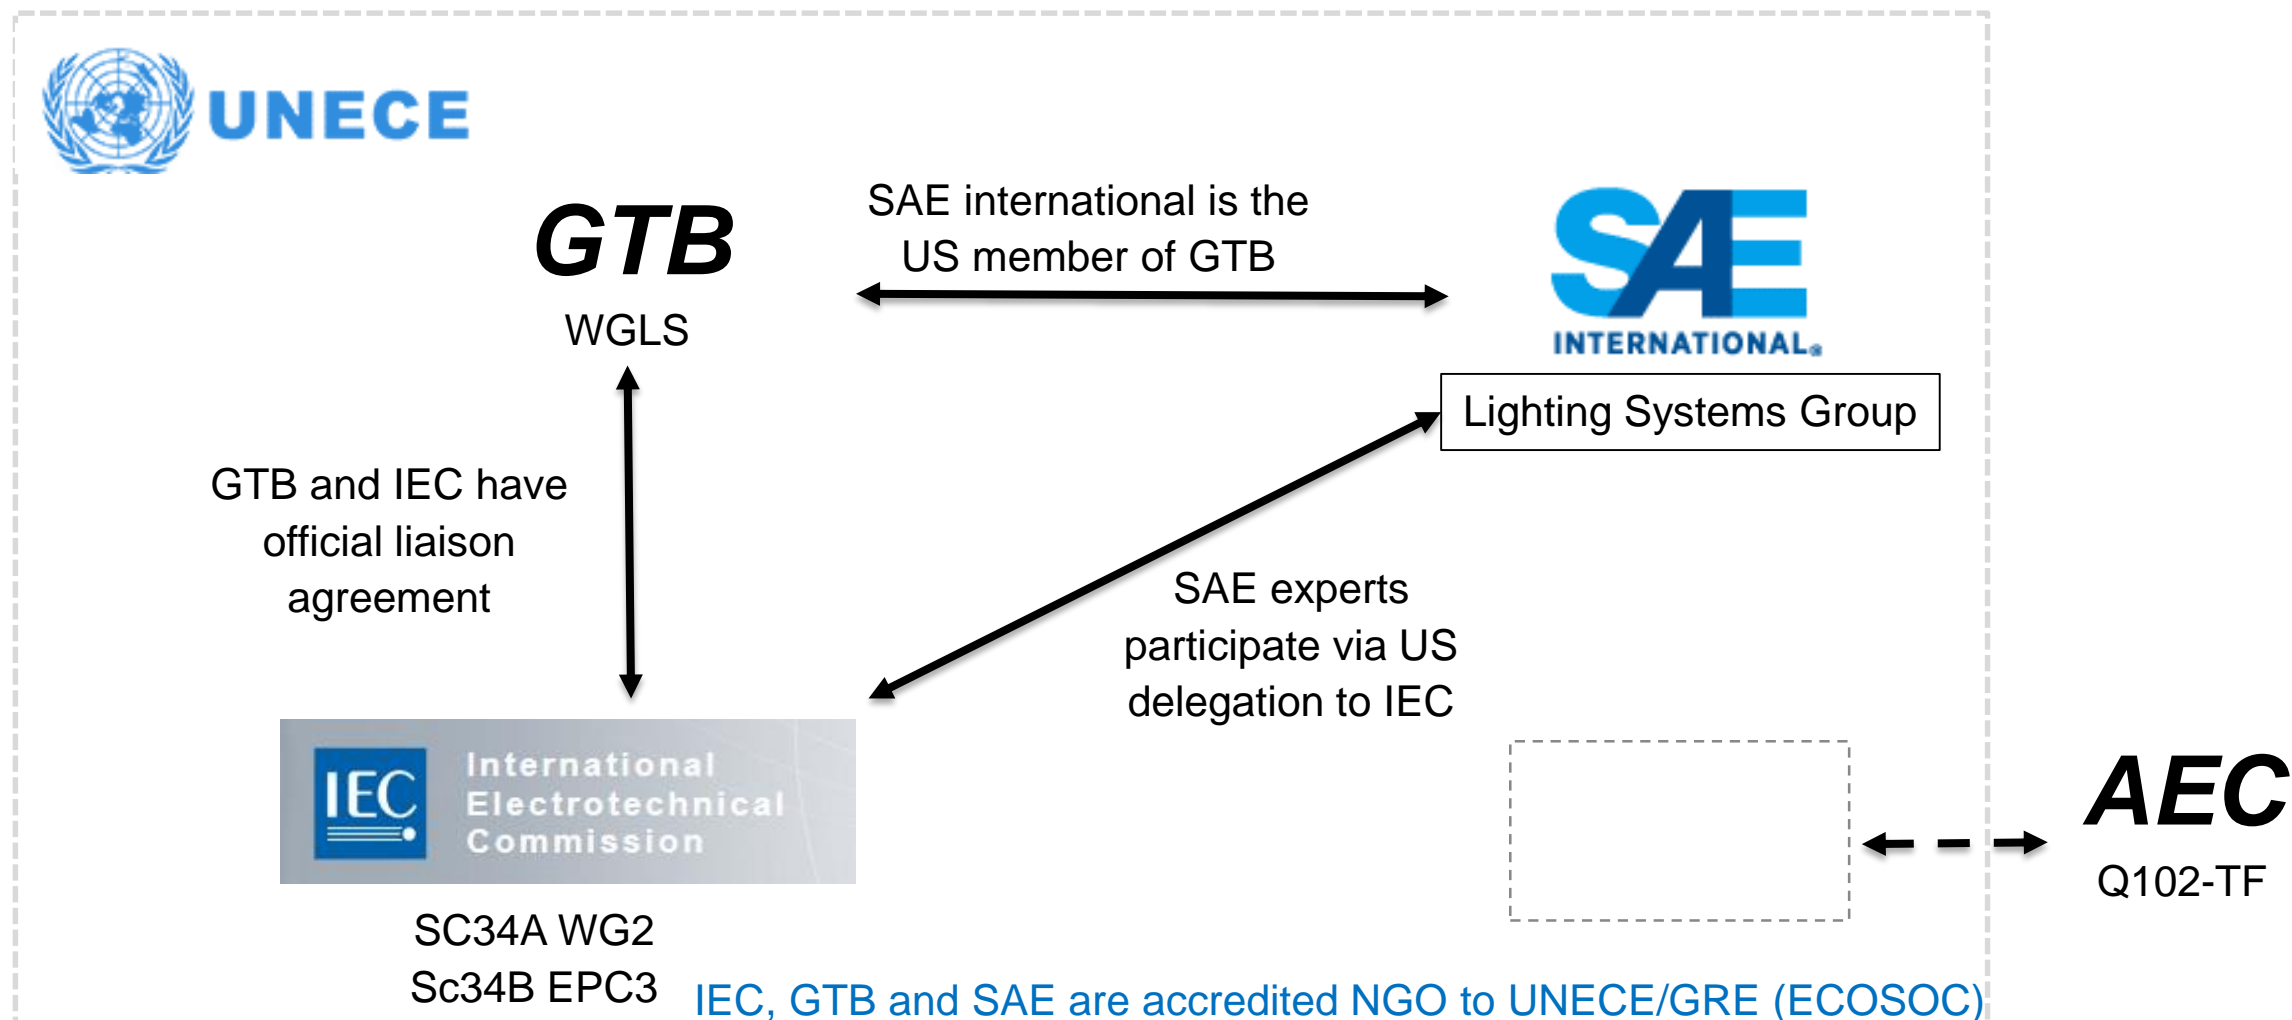 UNECE
GTB
WGLS
SAE international is the
US member of GTB
SAE
INTERNATIONAL®
Lighting Systems Group
GTB and IEC have
official liaison
agreement
SAE experts
participate via US
delegation to IEC
IEC
International
Electrotechnical
Commission
SC34A WG2
Sc34B EPC3
AEC
Q102-TF
IEC, GTB and SAE are accredited NGO to UNECE/GRE (ECOSOC)